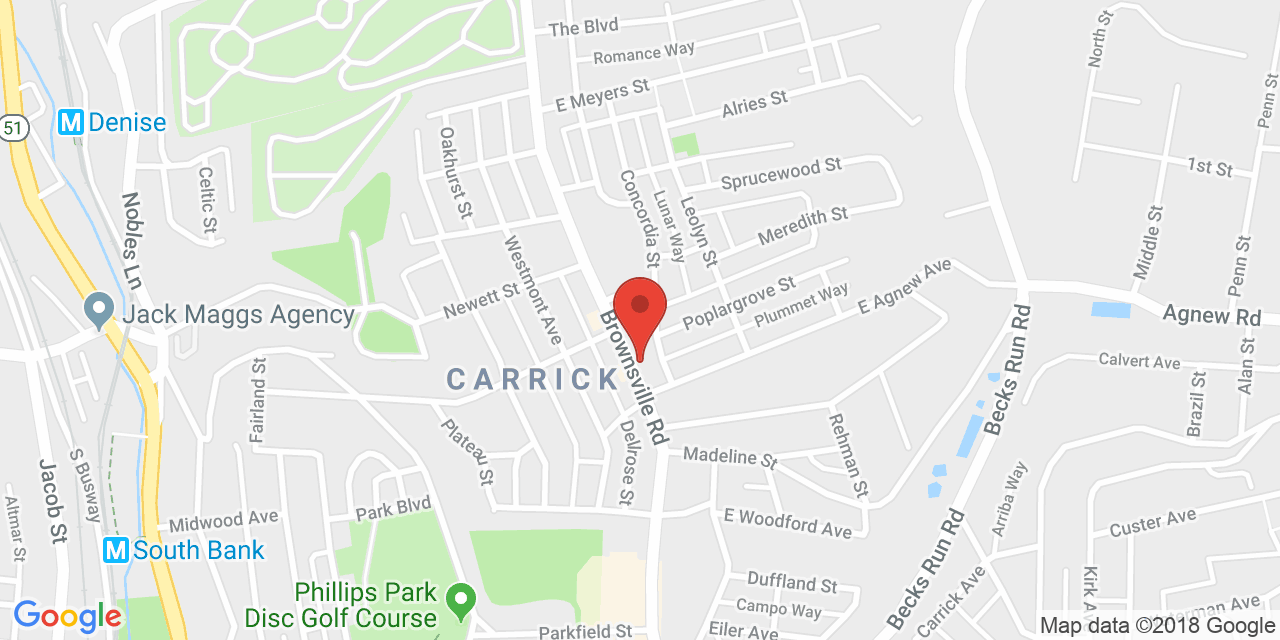 The Blvd
Romance Way
North St
Penn St
E Meyers St
Alries St
51
Denise
Oakhurst St
Celtic St
Nobles Ln
Concordia St
Lunar Way
Leolyn St
Sprucewood St
Meredith St
1st St
Middle St
Penn St
Westmont Ave
Newett St
Poplargrove St
Plummet Way
E Agnew Ave
Jack Maggs Agency
Agnew Rd
Brownsville Rd
CARRICK
Becks Run Rd
Calvert Ave
Alan St
Brazil St
Fairland St
Plateau St
Delrose St
Rehman St
Madeline St
S Busway
Jacob St
Altmar St
Midwood Ave
Park Blvd
E Woodford Ave
Arriba Way
Custer Ave
South Bank
Becks Run Rd
Carrick Ave
Kirk A
Phillips Park
Disc Golf Course
Duffland St
Campo Way
Eiler Ave
Parkfield St
Google
Map data ©2018 Google